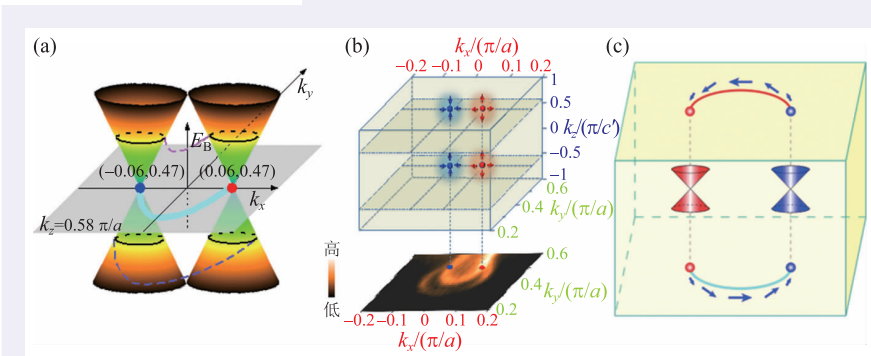 (a)
k_y
E_B
(−0.06,0.47) (0.06,0.47)
k_x
k_z=0.58 π/a
(b)
k_x/(π/a)
−0.2 −0.1 0 0.1 0.2
1
0.5
0 k_z/(π/c′)
−0.5
−1
0.6
0.4 k_y/(π/a)
0.2
高
低
0.6
0.4 k_y/(π/a)
0.2
−0.2 −0.1 0 0.1 0.2
k_x/(π/a)
(c)